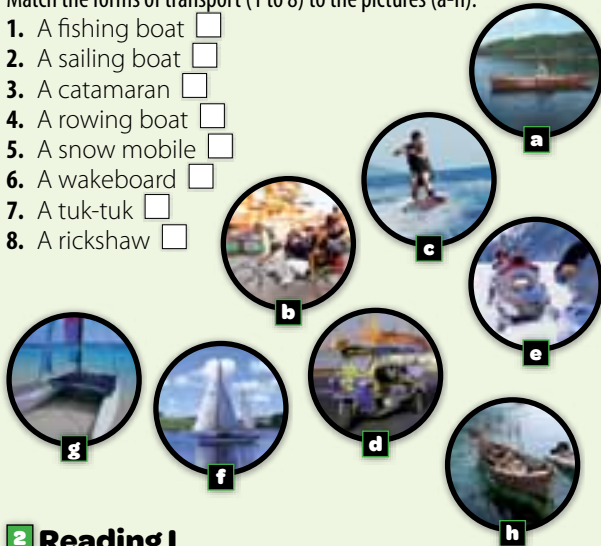 Match the forms of transport (1 to 8) to the pictures (a-h).
1. A fishing boat
2. A sailing boat
3. A catamaran
4. A rowing boat
5. A snow mobile
6. A wakeboard
7. A tuk-tuk
8. A rickshaw
a
c
b
e
g
f
d
h
2 Reading I